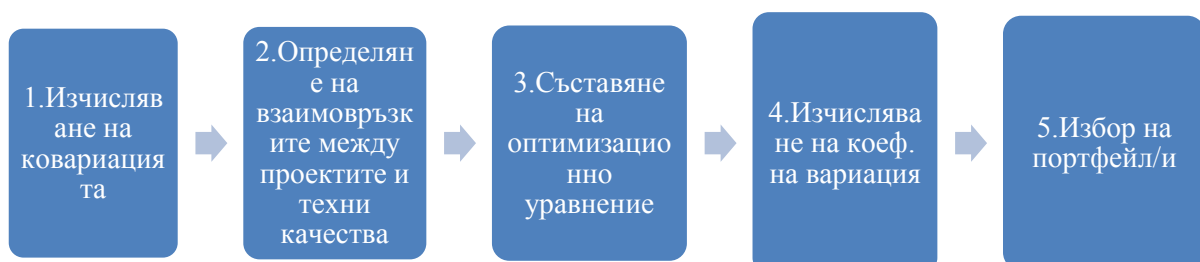 1.Изчисляв
ане на
ковариация
та
2.Определян
е на
взаимовръзк
ите между
проектите и
техни
качества
3.Съставяне
на
оптимизацио
нно
уравнение
4.Изчислява
не на коеф.
на вариация
5.Избор на
портфейл/и